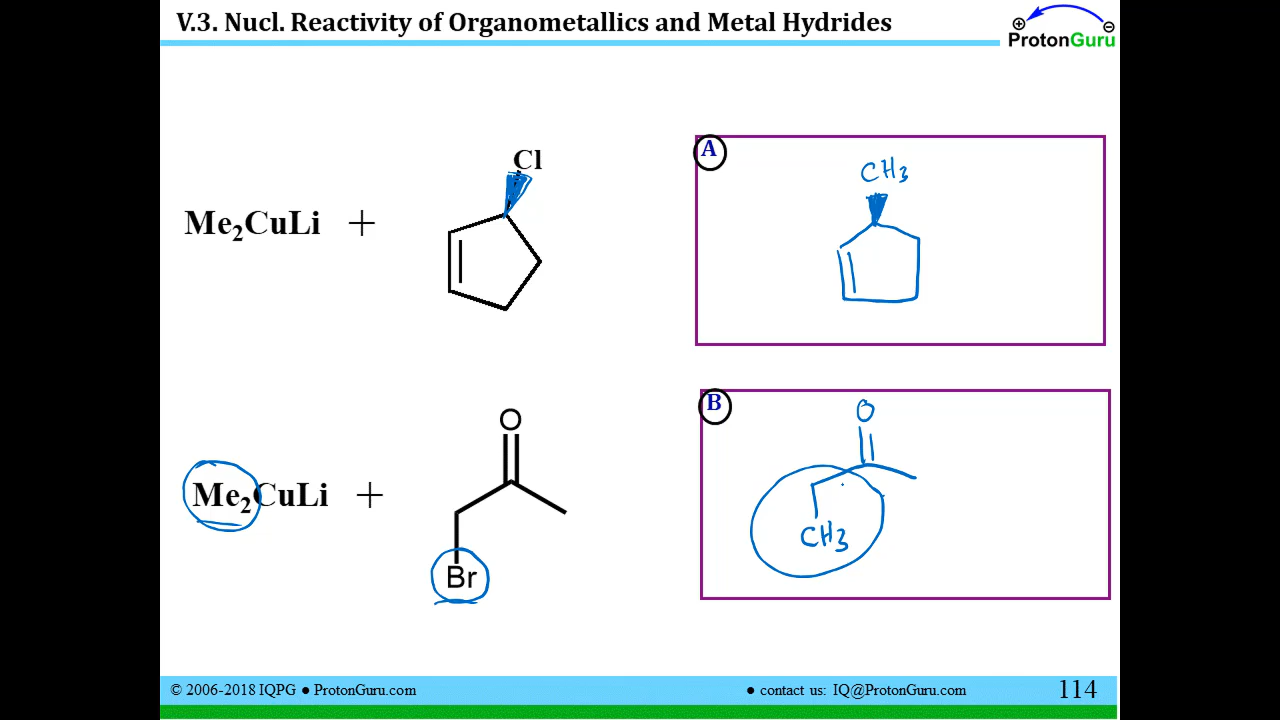 V.3. Nucl. Reactivity of Organometallics and Metal Hydrides
⊕ ⊖
ProtonGuru
A
Cl
CH3
Me₂CuLi +
B
O
O
Me₂CuLi +
CH3
Br
© 2006-2018 IQPG ● ProtonGuru.com ● contact us: IQ@ProtonGuru.com 114